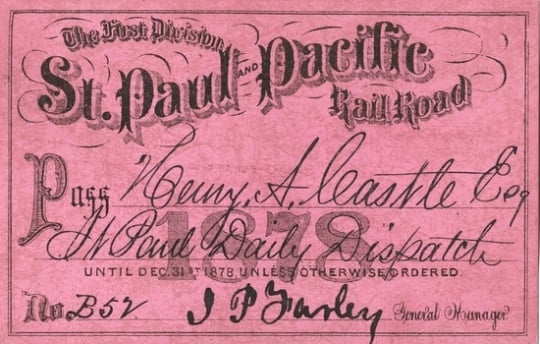 The First Division
St. Paul AND Pacific
Rail Road
Pass Henry, A, Castle Esq
1878
St Paul Daily Dispatch
UNTIL DEC. 31ST 1878, UNLESS OTHERWISE ORDERED.
No. B52 J P Farley General Manager